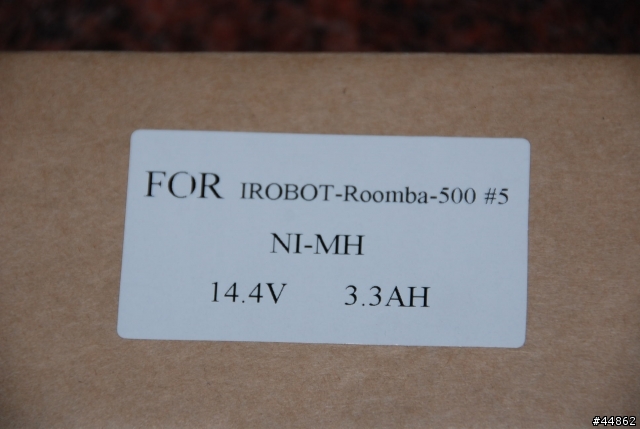 FOR IROBOT-Roomba-500 #5
NI-MH
14.4V 3.3AH
#44862